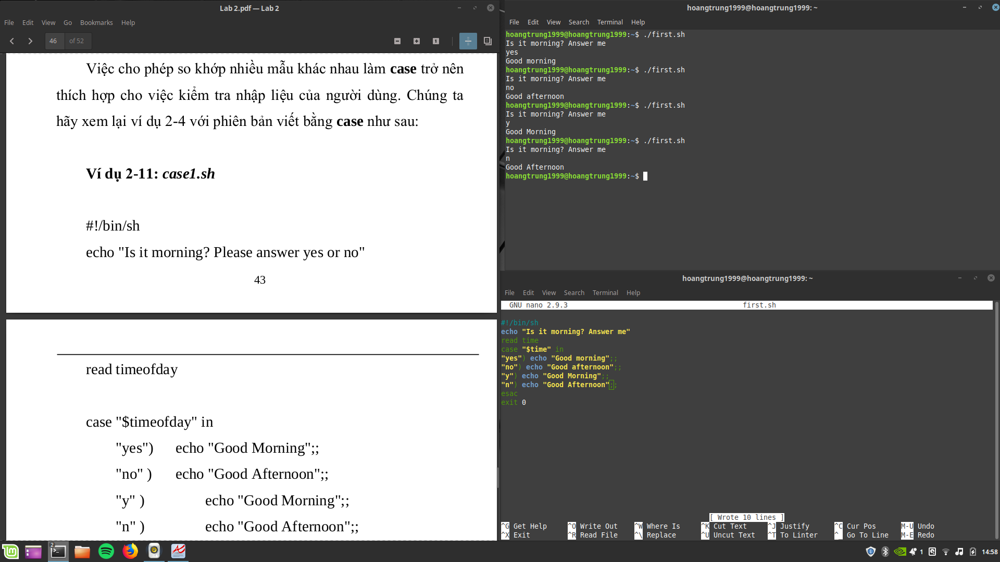 Lab 2.pdf — Lab 2
File Edit View Go Bookmarks Help
46 of 52
Việc cho phép so khớp nhiều mẫu khác nhau làm case trở nên
thích hợp cho việc kiểm tra nhập liệu của người dùng. Chúng ta
hãy xem lại ví dụ 2-4 với phiên bản viết bằng case như sau:
Ví dụ 2-11: case1.sh
#!/bin/sh
echo "Is it morning? Please answer yes or no"
43
read timeofday
case "$timeofday" in
"yes") echo "Good Morning";;
"no" ) echo "Good Afternoon";;
"y" ) echo "Good Morning";;
"n" ) echo "Good Afternoon";;
hoangtrung1999@hoangtrung1999: ~
File Edit View Search Terminal Help
hoangtrung1999@hoangtrung1999:~$ ./first.sh
Is it morning? Answer me
yes
Good morning
hoangtrung1999@hoangtrung1999:~$ ./first.sh
Is it morning? Answer me
no
Good afternoon
hoangtrung1999@hoangtrung1999:~$ ./first.sh
Is it morning? Answer me
y
Good Morning
hoangtrung1999@hoangtrung1999:~$ ./first.sh
Is it morning? Answer me
n
Good Afternoon
hoangtrung1999@hoangtrung1999:~$
hoangtrung1999@hoangtrung1999: ~
File Edit View Search Terminal Help
GNU nano 2.9.3 first.sh
#!/bin/sh
echo "Is it morning? Answer me"
read time
case "$time" in
"yes") echo "Good morning";;
"no") echo "Good afternoon";;
"y") echo "Good Morning";;
"n") echo "Good Afternoon";;
esac
exit 0
[ Wrote 10 lines ]
^G Get Help ^O Write Out ^W Where Is ^K Cut Text ^J Justify ^C Cur Pos M-U Undo
^X Exit ^R Read File ^\ Replace ^U Uncut Text ^T To Linter ^_ Go To Line M-E Redo
2
1 14:58